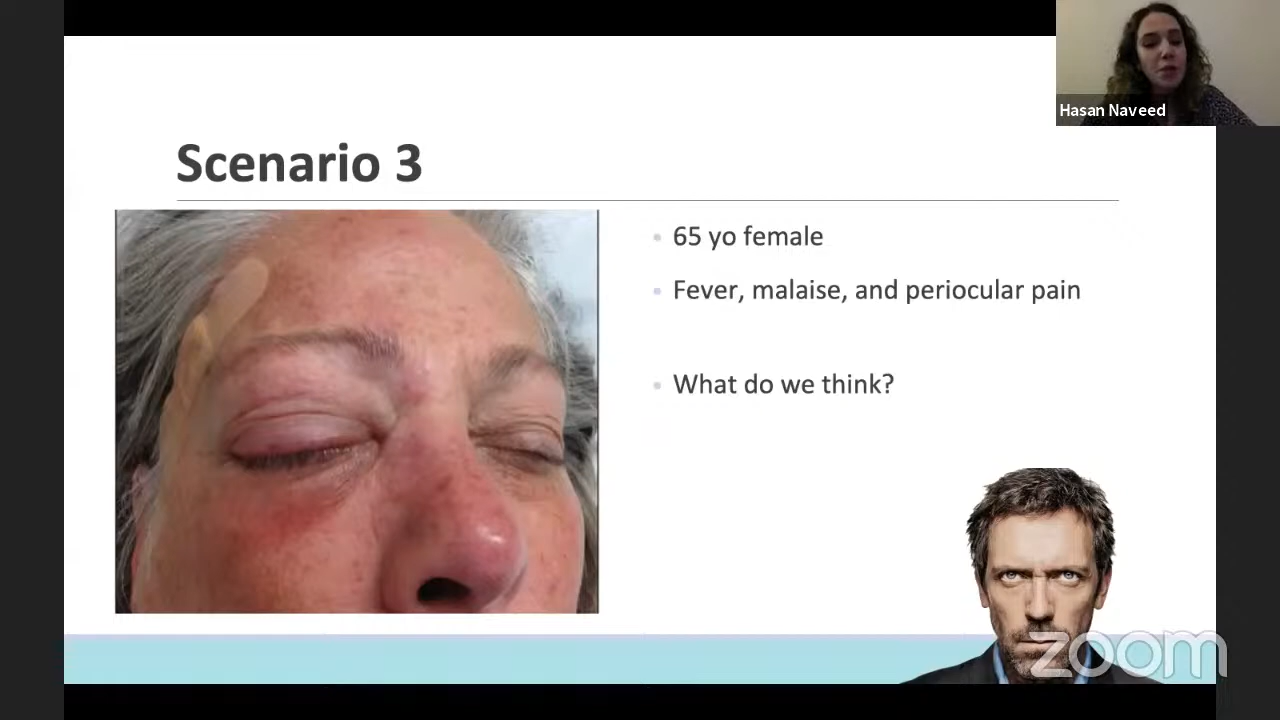 Hasan Naveed
Scenario 3
65 yo female
Fever, malaise, and periocular pain
What do we think?
zoom